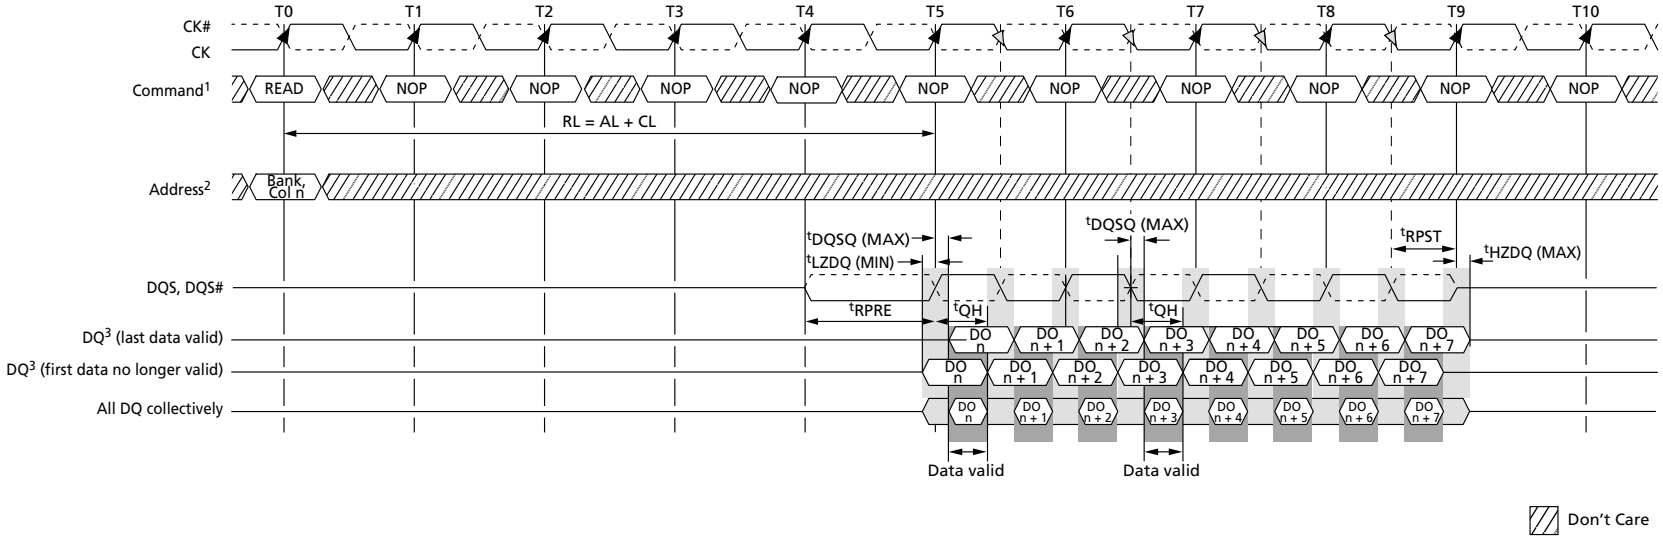 T0 T1 T2 T3 T4 T5 T6 T7 T8 T9 T10
CK#
CK
Command1 READ NOP NOP NOP NOP NOP NOP NOP NOP NOP NOP
RL = AL + CL
Address2 Bank,
Col n
tDQSQ (MAX) tDQSQ (MAX) tRPST
tLZDQ (MIN) tHZDQ (MAX)
DQS, DQS#
tRPRE tQH tQH
DQ3 (last data valid) DO n DO n + 1 DO n + 2 DO n + 3 DO n + 4 DO n + 5 DO n + 6 DO n + 7
DQ3 (first data no longer valid) DO n DO n + 1 DO n + 2 DO n + 3 DO n + 4 DO n + 5 DO n + 6 DO n + 7
All DQ collectively DO n DO n + 1 DO n + 2 DO n + 3 DO n + 4 DO n + 5 DO n + 6 DO n + 7
Data valid Data valid
Don't Care